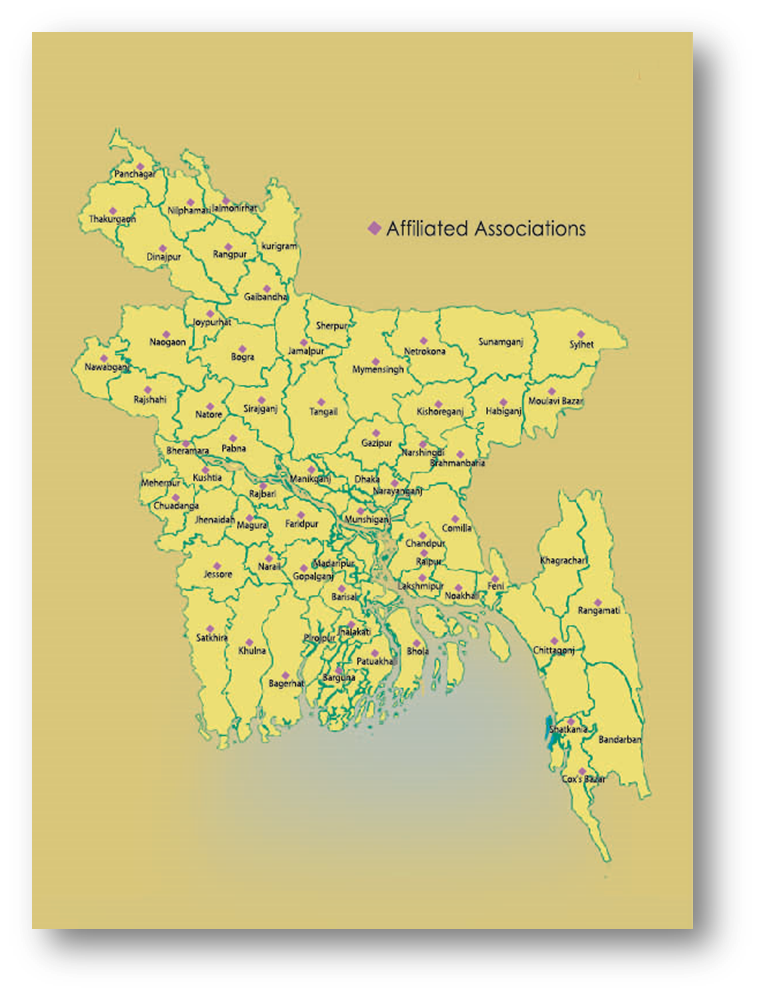 Panchagar
Nilphamari
lalmonirhat
Thakurgaon
Affiliated Associations
Dinajpur
Rangpur
kurigram
Gaibandha
Joypurhat
Sherpur
Naogaon
Jamalpur
Netrokona
Sunamganj
Sylhet
Bogra
Nawabganj
Mymensingh
Rajshahi
Natore
Sirajganj
Tangail
Kishoreganj
Habiganj
Moulavi Bazar
Gazipur
Bheramara
Pabna
Narshingdi
Brahmanbaria
Meherpur
Kushtia
Manikganj
Dhaka
Narayanganj
Rajbari
Chuadanga
Jhenaidah
Magura
Faridpur
Munshiganj
Comilla
Chandpur
Raipur
Khagrachari
Jessore
Narail
Madaripur
Gopalganj
Barisal
Lakshmipur
Noakhali
Feni
Rangamati
Satkhira
Khulna
Pirojpur
Jhalakati
Patuakhali
Bhola
Chittagonj
Bagerhat
Barguna
Shatkania
Bandarban
Cox's Bazar